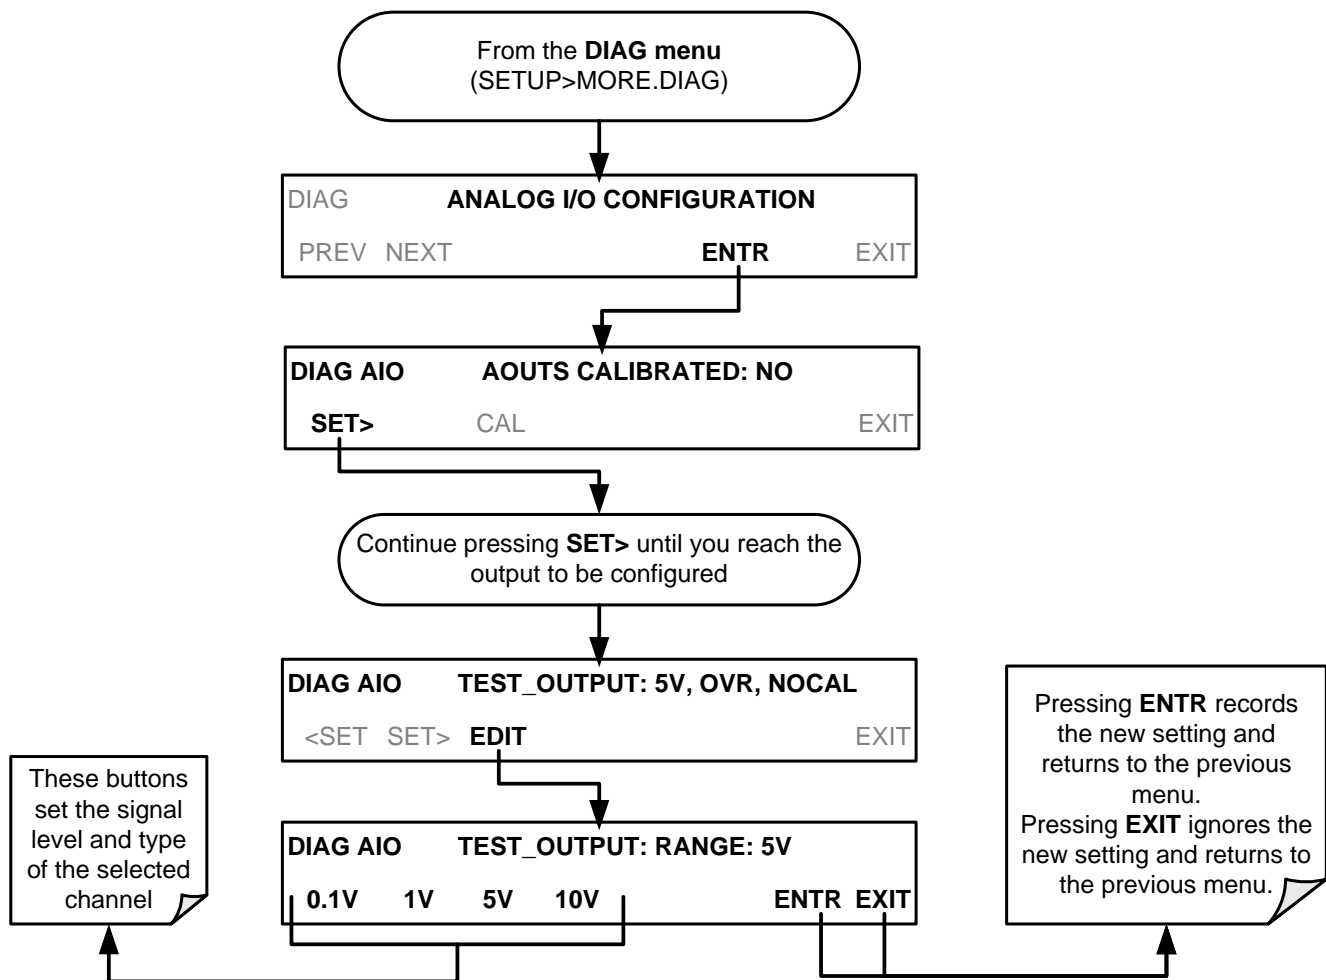 From the DIAG menu
(SETUP>MORE.DIAG)
DIAG ANALOG I/O CONFIGURATION
PREV NEXT ENTR EXIT
DIAG AIO AOUTS CALIBRATED: NO
SET> CAL EXIT
Continue pressing SET> until you reach the
output to be configured
DIAG AIO TEST_OUTPUT: 5V, OVR, NOCAL
<SET SET> EDIT EXIT
DIAG AIO TEST_OUTPUT: RANGE: 5V
0.1V 1V 5V 10V ENTR EXIT
These buttons
set the signal
level and type
of the selected
channel
Pressing ENTR records
the new setting and
returns to the previous
menu.
Pressing EXIT ignores the
new setting and returns to
the previous menu.